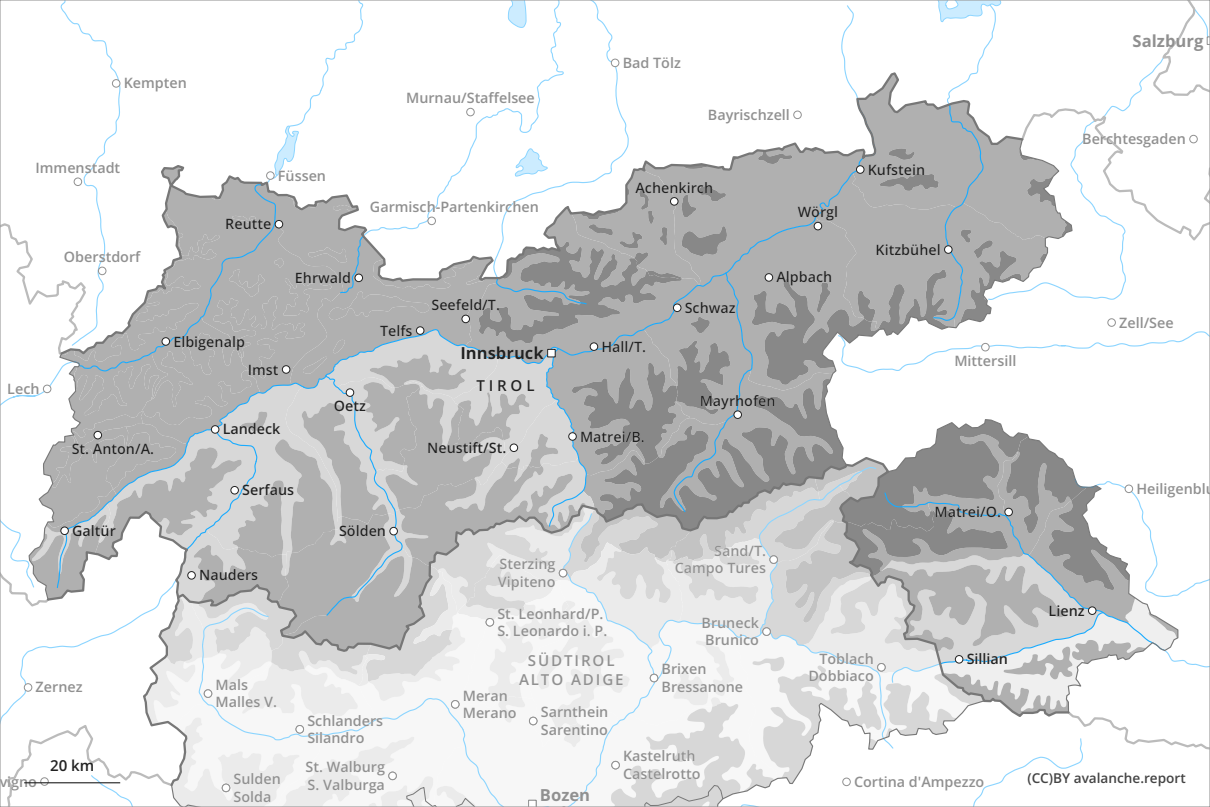 Salzburg
Bad Tölz
Kempten
Murnau/Staffelsee
Bayrischzell
Berchtesgaden
Immenstadt
Füssen
Kufstein
Achenkirch
Garmisch-Partenkirchen
Wörgl
Reutte
Kitzbühel
Oberstdorf
Ehrwald
Alpbach
Seefeld/T.
Schwaz
Telfs
Zell/See
Elbigenalp
Innsbruck
Hall/T.
Mittersill
Imst
TIROL
Lech
Oetz
Mayrhofen
Landeck
Matrei/B.
St. Anton/A.
Neustift/St.
Serfaus
Heiligenblu
Matrei/O.
Galtür
Sölden
Sand/T.
Campo Tures
Sterzing
Vipiteno
Nauders
Lienz
St. Leonhard/P.
S. Leonardo i. P.
Bruneck
Brunico
SÜDTIROL
ALTO ADIGE
Sillian
Toblach
Dobbiaco
Brixen
Bressanone
Zernez
Mals
Malles V.
Meran
Merano
Sarnthein
Sarentino
Schlanders
Silandro
Kastelruth
Castelrotto
St. Walburg
S. Valburga
20 km
vigno
Sulden
Solda
Cortina d'Ampezzo
(CC)BY avalanche.report
Bozen